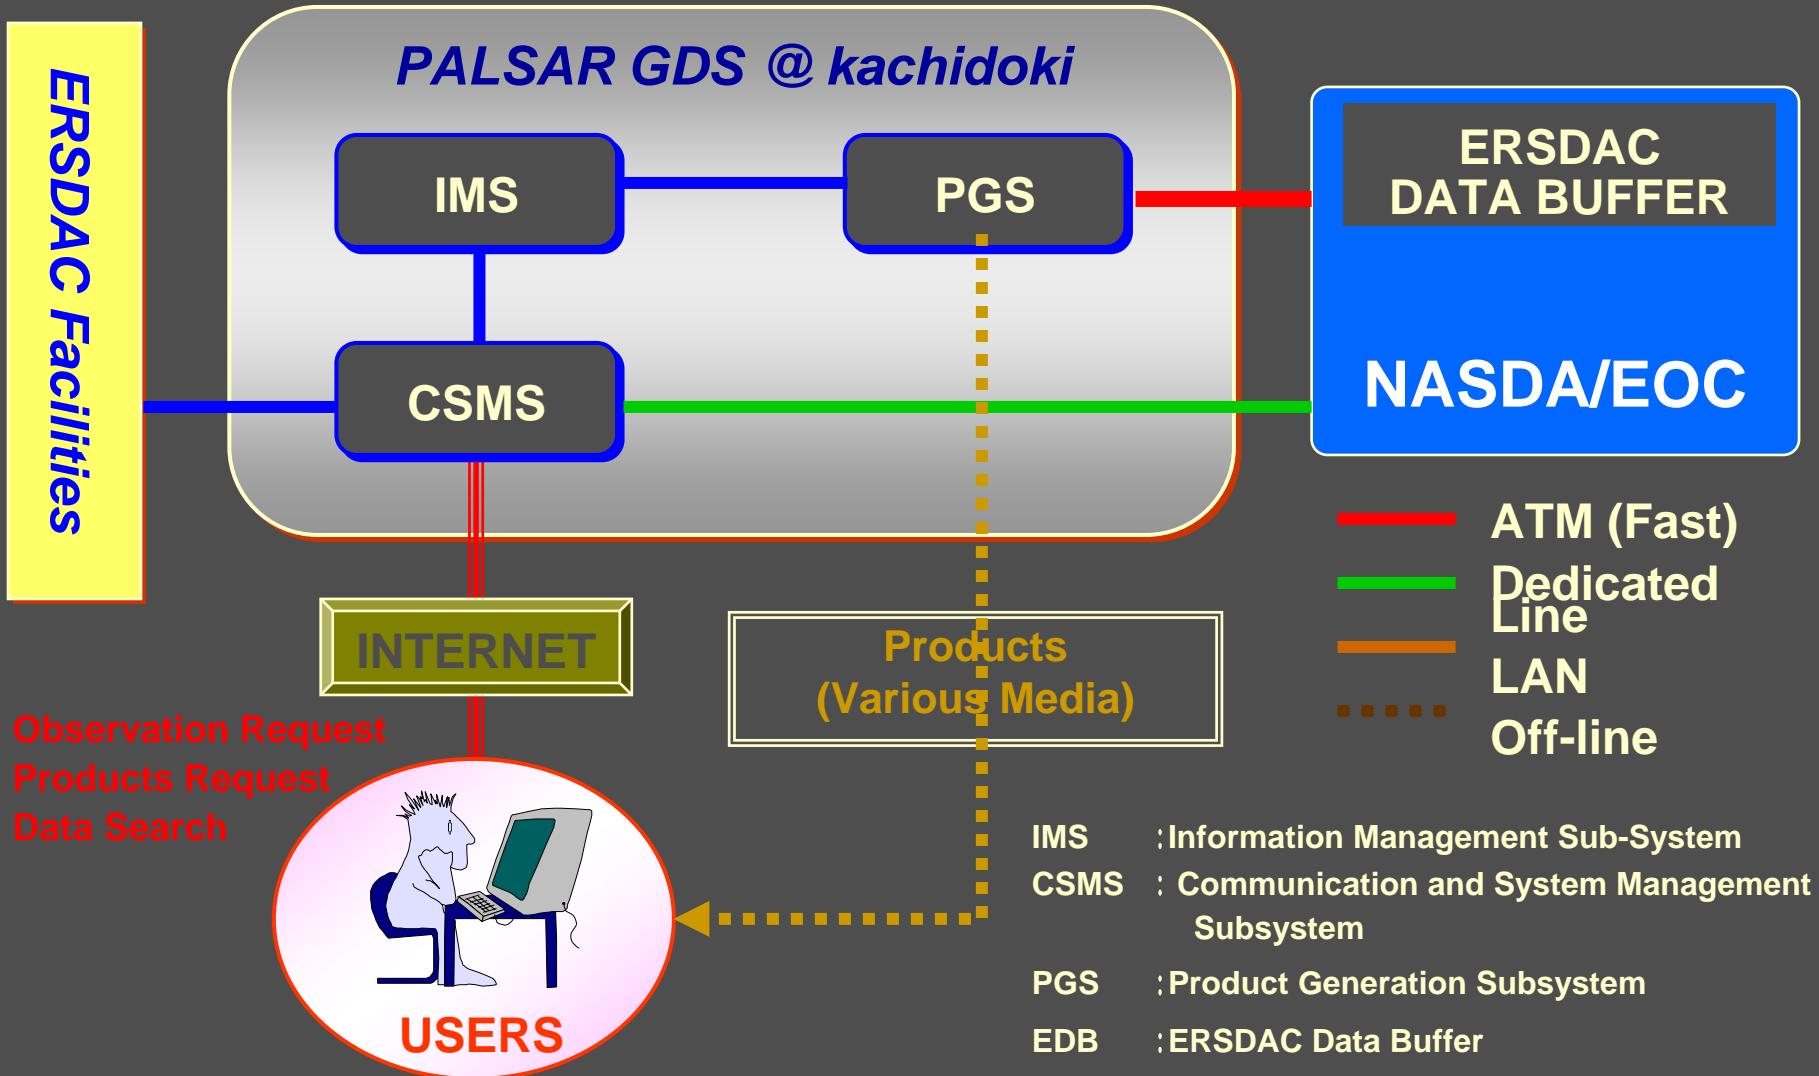 PALSAR GDS @ kachidoki
ERSDAC Facilities
IMS
PGS
CSMS
ERSDAC
DATA BUFFER
NASDA/EOC
ATM (Fast)
Dedicated
Line
LAN
Off-line
INTERNET
Products
(Various Media)
Observation Request
Products Request
Data Search
USERS
IMS : Information Management Sub-System
CSMS : Communication and System Management
Subsystem
PGS : Product Generation Subsystem
EDB : ERSDAC Data Buffer